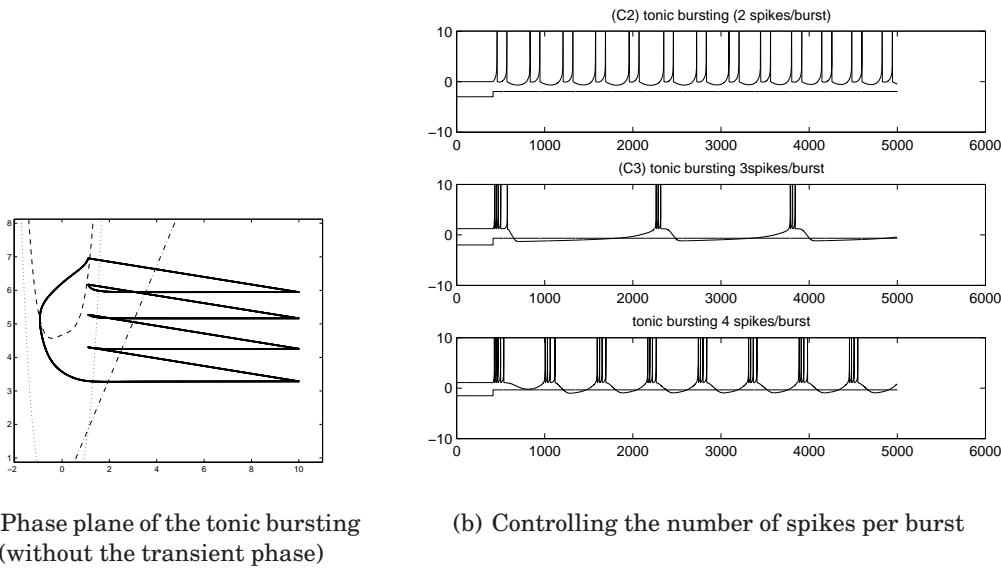 8
7
6
5
4
3
2
1
−2 0 2 4 6 8 10
Phase plane of the tonic bursting
(without the transient phase)
(C2) tonic bursting (2 spikes/burst)
10
0
−10
0 1000 2000 3000 4000 5000 6000
(C3) tonic bursting 3spikes/burst
10
0
−10
0 1000 2000 3000 4000 5000 6000
tonic bursting 4 spikes/burst
10
0
−10
0 1000 2000 3000 4000 5000 6000
(b) Controlling the number of spikes per burst